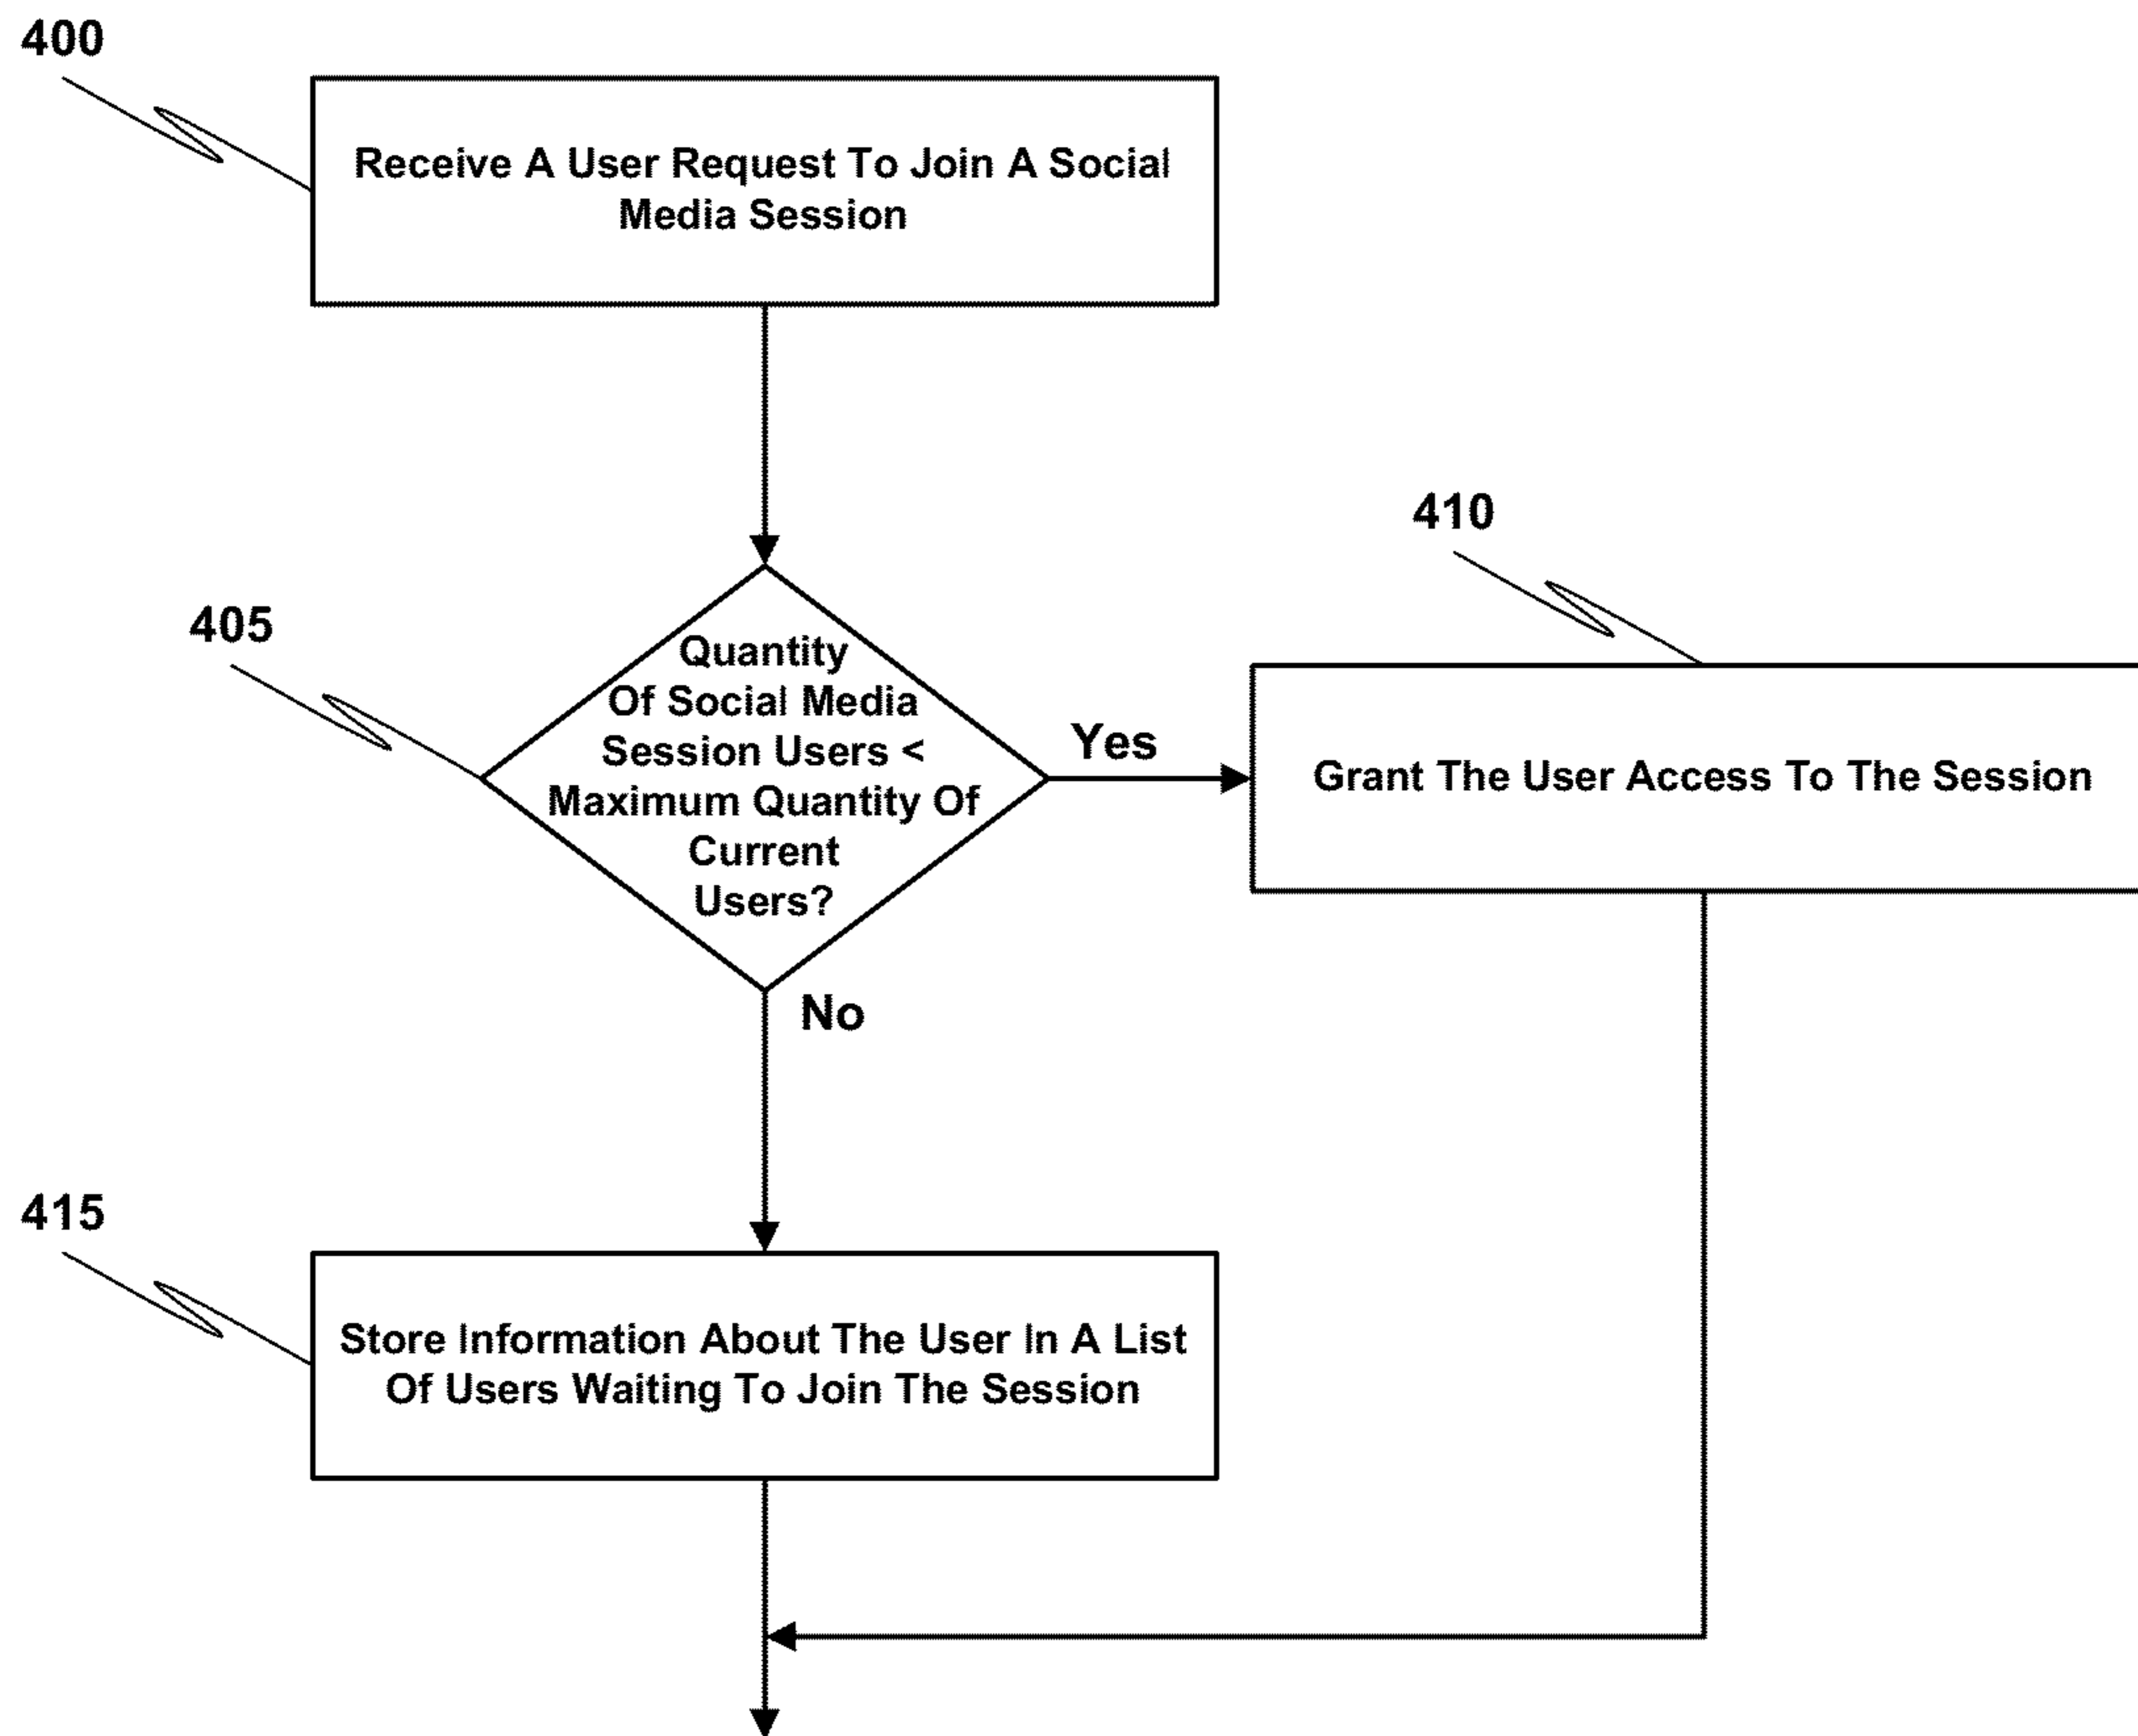 400
Receive A User Request To Join A Social
Media Session
405
Quantity
Of Social Media
Session Users <
Maximum Quantity Of
Current
Users?
Yes
410
Grant The User Access To The Session
No
415
Store Information About The User In A List
Of Users Waiting To Join The Session